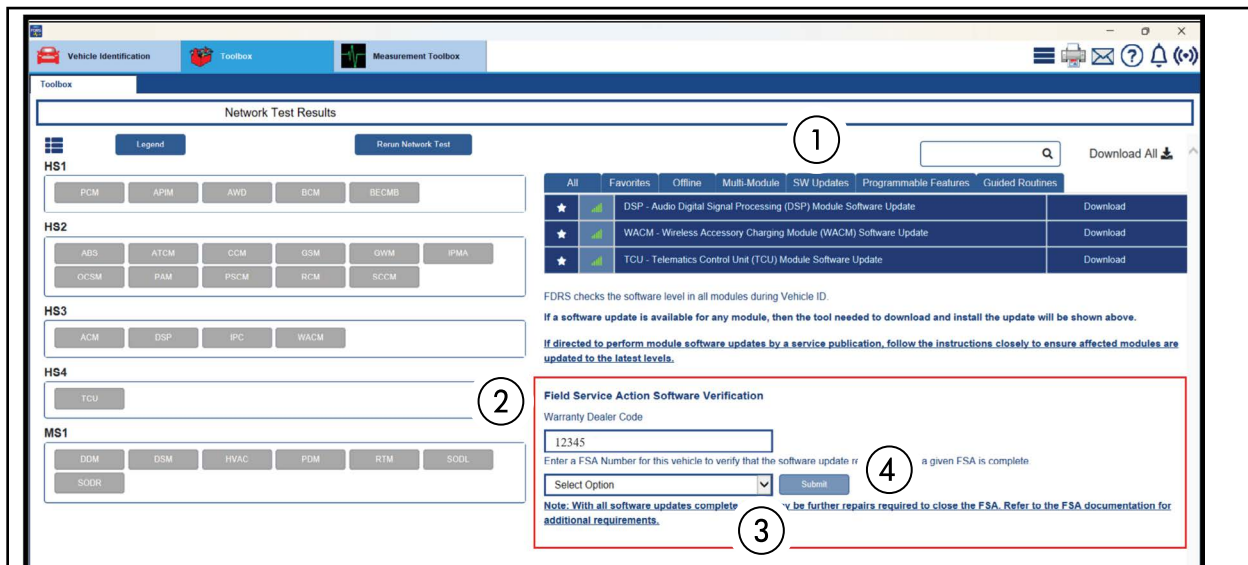 Vehicle Identification
Toolbox
Measurement Toolbox
Toolbox
Network Test Results
1
Legend
Rerun Network Test
Download All
HS1
PCM APIM AWD BCM BECMB
HS2
ABS ATCM CCM GSM GWM IPMA
OCSM PAM PSCM RCM SCCM
HS3
ACM DSP IPC WACM
HS4
TCU
MS1
DDM DSM HVAC PDM RTM SODL
SODR
All Favorites Offline Multi-Module SW Updates Programmable Features Guided Routines
DSP - Audio Digital Signal Processing (DSP) Module Software Update Download
WACM - Wireless Accessory Charging Module (WACM) Software Update Download
TCU - Telematics Control Unit (TCU) Module Software Update Download
FDRS checks the software level in all modules during Vehicle ID.
If a software update is available for any module, then the tool needed to download and install the update will be shown above.
If directed to perform module software updates by a service publication, follow the instructions closely to ensure affected modules are
updated to the latest levels.
2
Field Service Action Software Verification
Warranty Dealer Code
12345
Enter a FSA Number for this vehicle to verify that the software update a given FSA is complete
4
Select Option Submit
Note: With all software updates complete be further repairs required to close the FSA. Refer to the FSA documentation for
additional requirements.
3